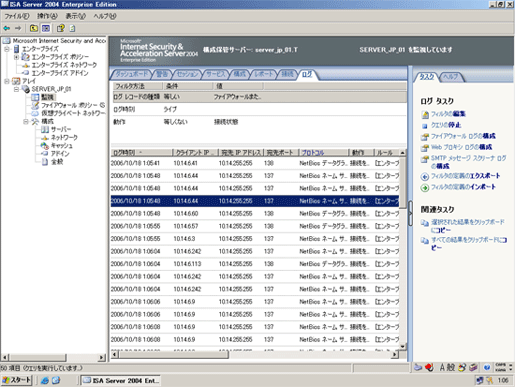 ISA Server 2004 Enterprise Edition
ファイル(F) 操作(A) 表示(V) ヘルプ(H)
Microsoft Internet Security and Acce
エンタープライズ
エンタープライズ ポリシー
エンタープライズ ネットワーク
エンタープライズ アドイン
アレイ
SERVER_JP_01
監視
ファイアウォール ポリシー (S
仮想プライベート ネットワーク
構成
サーバー
ネットワーク
キャッシュ
アドイン
全般
Microsoft
Internet Security &
Acceleration Server2004
Enterprise Edition
構成保管サーバー: server_jp_01.T
SERVER_JP_01 を監視しています
ダッシュボード 警告 セッション サービス 構成 レポート 接続 ログ
フィルタ方法 条件 値
ログ レコードの種類 等しい ファイアウォールまた...
ログ時刻 ライブ
動作 等しくない 接続状態
ログ時刻 クライアント IP ... 宛先 IP アドレス 宛先ポート プロトコル 動作 ルール
2006/10/18 1:05:41 10.14.6.41 10.14.255.255 138 NetBios データグラ... 接続を... [エンタープ
2006/10/18 1:05:48 10.14.6.44 10.14.255.255 137 NetBios ネーム サ... 接続を... [エンタープ
2006/10/18 1:05:48 10.14.6.44 10.14.255.255 137 NetBios ネーム サ... 接続を... [エンタープ
2006/10/18 1:05:48 10.14.6.44 10.14.255.255 137 NetBios ネーム サ... 接続を... [エンタープ
2006/10/18 1:05:48 10.14.6.60 10.14.255.255 138 NetBios データグラ... 接続を... [エンタープ
2006/10/18 1:05:55 10.14.6.57 10.14.255.255 138 NetBios データグラ... 接続を... [エンタープ
2006/10/18 1:05:55 10.14.6.3 10.14.255.255 137 NetBios ネーム サ... 接続を... [エンタープ
2006/10/18 1:06:04 10.14.6.242 10.14.255.255 137 NetBios ネーム サ... 接続を... [エンタープ
2006/10/18 1:06:04 10.14.6.113 10.14.255.255 138 NetBios データグラ... 接続を... [エンタープ
2006/10/18 1:06:04 10.14.6.242 10.14.255.255 137 NetBios ネーム サ... 接続を... [エンタープ
2006/10/18 1:06:04 10.14.6.242 10.14.255.255 137 NetBios ネーム サ... 接続を... [エンタープ
2006/10/18 1:06:04 10.14.6.9 10.14.255.255 137 NetBios ネーム サ... 接続を... [エンタープ
2006/10/18 1:06:04 10.14.6.9 10.14.255.255 137 NetBios ネーム サ... 接続を... [エンタープ
2006/10/18 1:06:04 10.14.6.9 10.14.255.255 137 NetBios ネーム サ... 接続を... [エンタープ
タスク ヘルプ
ログ タスク
フィルタの編集
クエリの停止
ファイアウォール ログの構成
Web プロキシ ログの構成
SMTP メッセージ スクリーナ ログの構成
フィルタの定義のエクスポート
フィルタの定義のインポート
関連タスク
選択された結果をクリップボードにコピー
すべての結果をクリップボードにコピー
50 項目 (クエリを実行しています。)
スタート
ISA Server 2004 Ent...
A 般
CAPS
KANA
1:06